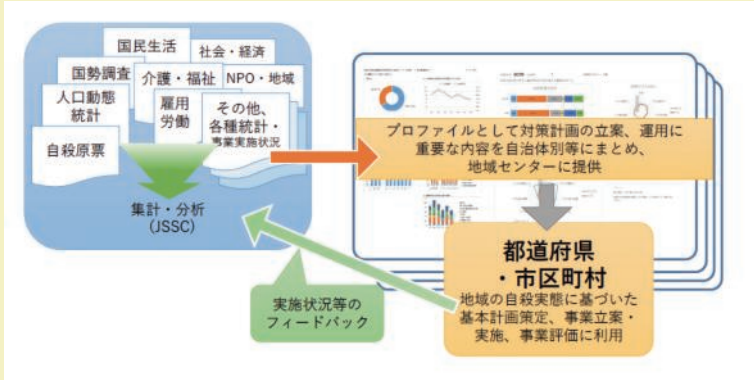 国民生活
社会・経済
国勢調査
介護・福祉
NPO・地域
人口動態
統計
雇用
労働
その他、
各種統計・
事業実施状況
自殺原票
集計・分析
(JSSC)
プロファイルとして対策計画の立案、運用に
重要な内容を自治体別等にまとめ、
地域センターに提供
都道府県
・市区町村
地域の自殺実態に基づいた
基本計画策定、事業立案・
実施、事業評価に利用
実施状況等の
フィードバック